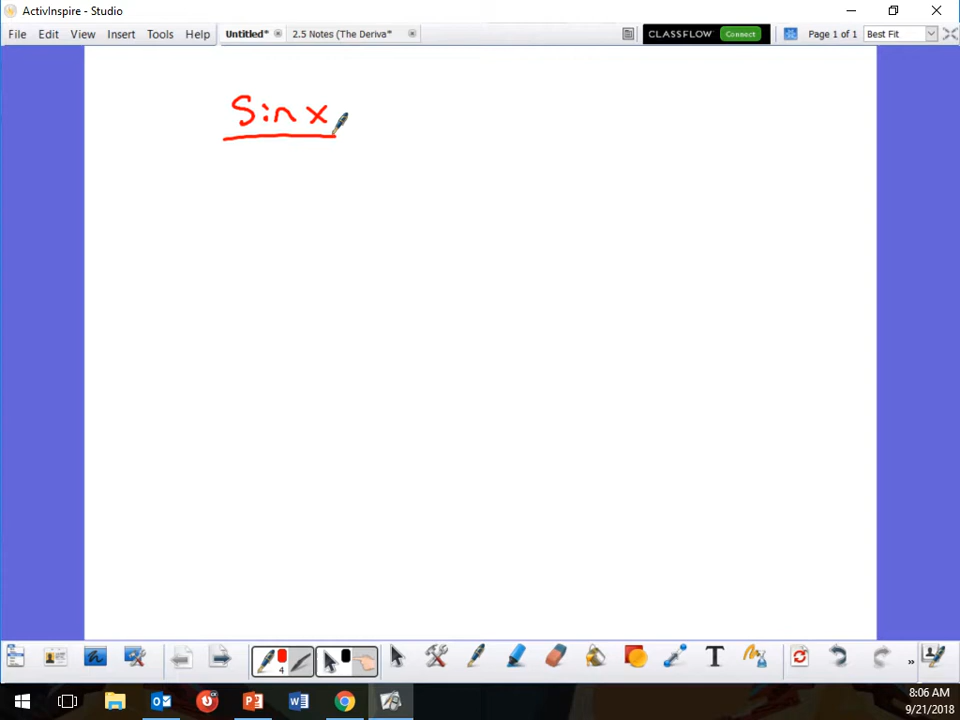 ActivInspire - Studio
File Edit View Insert Tools Help Untitled* 2.5 Notes (The Deriva* CLASSFLOW Connect Page 1 of 1 Best Fit
Sin x
4 T »
8:06 AM
9/21/2018